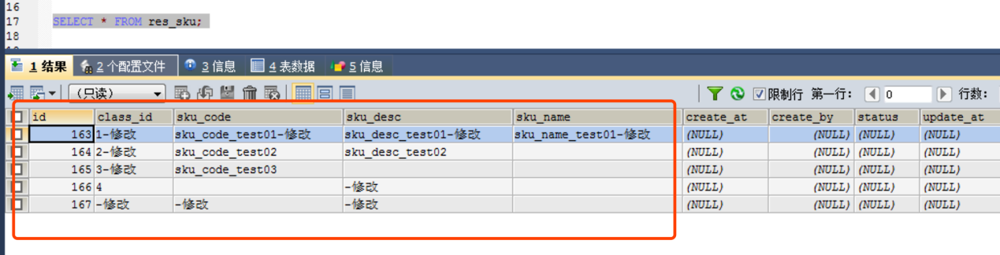 16
17 SELECT * FROM res_sku;
18
1 结果 2 个配置文件 3 信息 4 表数据 5 信息
（只读） 限制行 第一行: 0 行数:
id class_id sku_code sku_desc sku_name create_at create_by status update_at
163 1-修改 sku_code_test01-修改 sku_desc_test01-修改 sku_name_test01-修改 (NULL) (NULL) (NULL) (NULL)
164 2-修改 sku_code_test02 sku_desc_test02 (NULL) (NULL) (NULL) (NULL)
165 3-修改 sku_code_test03 (NULL) (NULL) (NULL) (NULL)
166 4 -修改 (NULL) (NULL) (NULL) (NULL)
167 -修改 -修改 -修改 (NULL) (NULL) (NULL) (NULL)